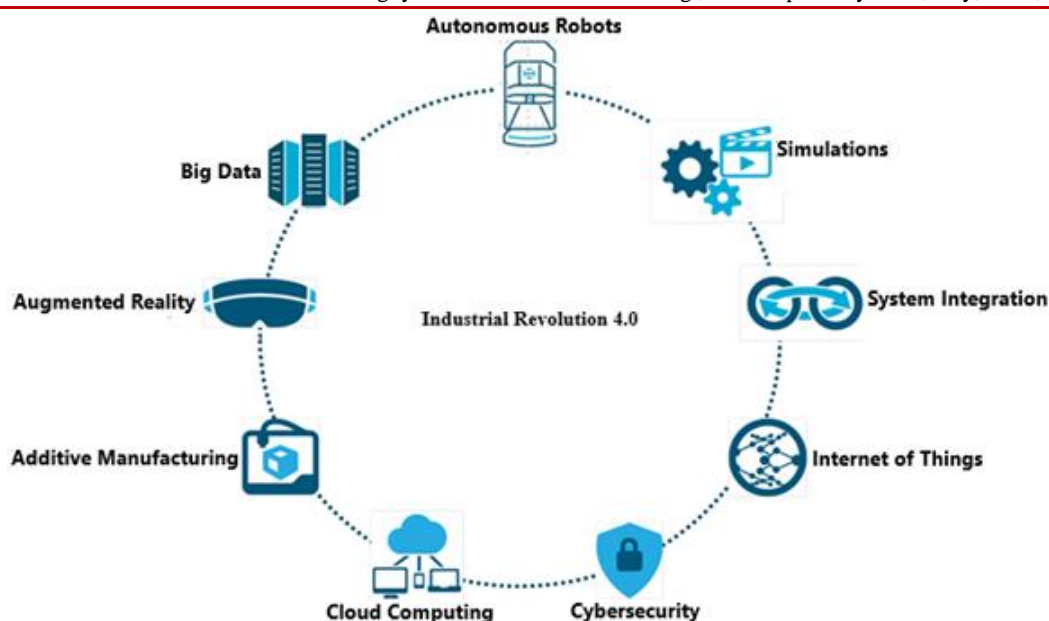 Autonomous Robots
Simulations
Big Data
System Integration
Augmented Reality
Industrial Revolution 4.0
Internet of Things
Additive Manufacturing
Cybersecurity
Cloud Computing